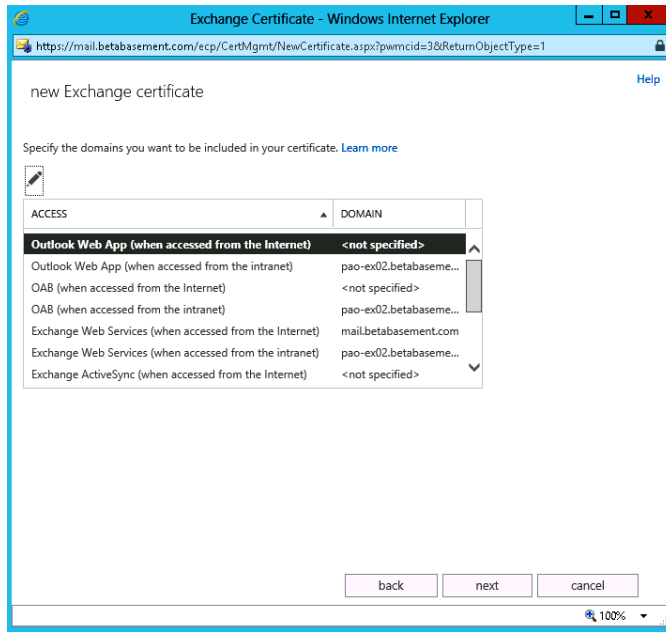 Exchange Certificate - Windows Internet Explorer
https://mail.betabasement.com/ecp/CertMgmt/NewCertificate.aspx?pwmcid=3&ReturnObjectType=1
Help
new Exchange certificate
Specify the domains you want to be included in your certificate. Learn more
ACCESS DOMAIN
Outlook Web App (when accessed from the Internet) <not specified>
Outlook Web App (when accessed from the intranet) pao-ex02.betabaseme...
OAB (when accessed from the Internet) <not specified>
OAB (when accessed from the intranet) pao-ex02.betabaseme...
Exchange Web Services (when accessed from the Internet) mail.betabasement.com
Exchange Web Services (when accessed from the intranet) pao-ex02.betabaseme...
Exchange ActiveSync (when accessed from the Internet) <not specified>
back next cancel
100%